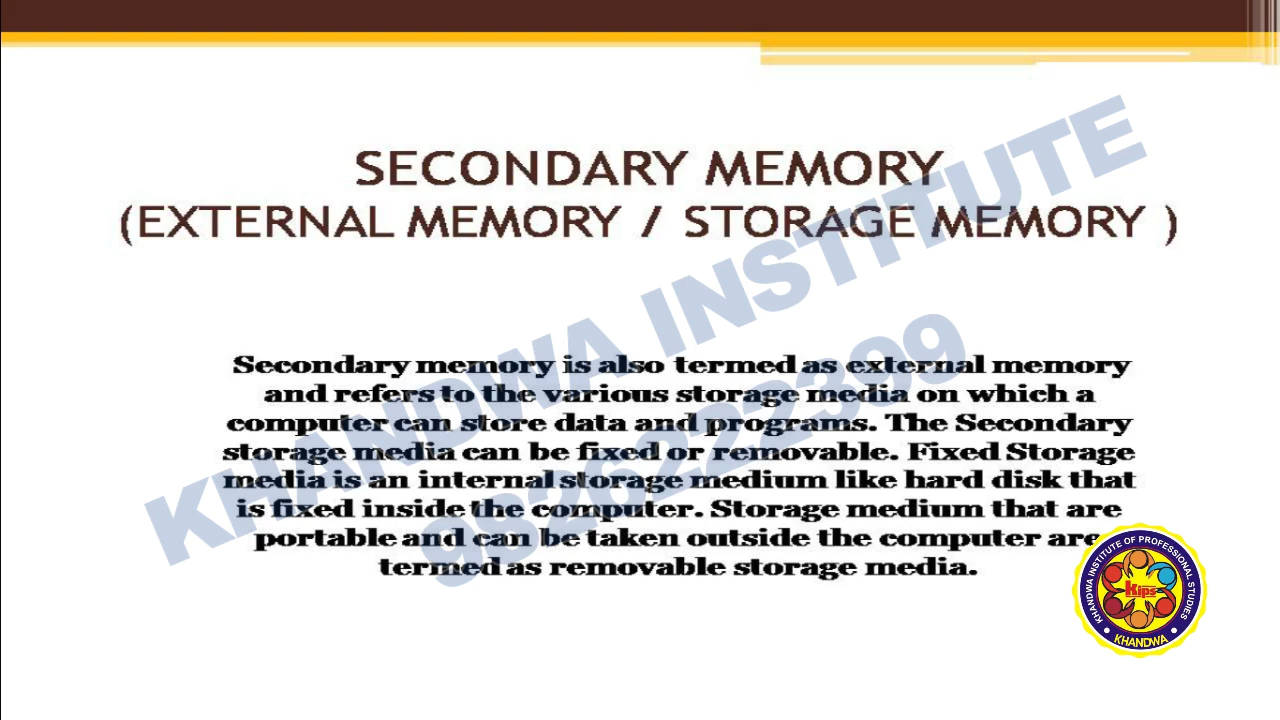 SECONDARY MEMORY
(EXTERNAL MEMORY / STORAGE MEMORY )
Secondary memory is also termed as external memory
and refers to the various storage media on which a
computer can store data and programs. The Secondary
storage media can be fixed or removable. Fixed Storage
media is an internal storage medium like hard disk that
is fixed inside the computer. Storage medium that are
portable and can be taken outside the computer are
termed as removable storage media.
KHANDWA INSTITUTE
9826222399
KHANDWA INSTITUTE OF PROFESSIONAL STUDIES
Kips
KHANDWA